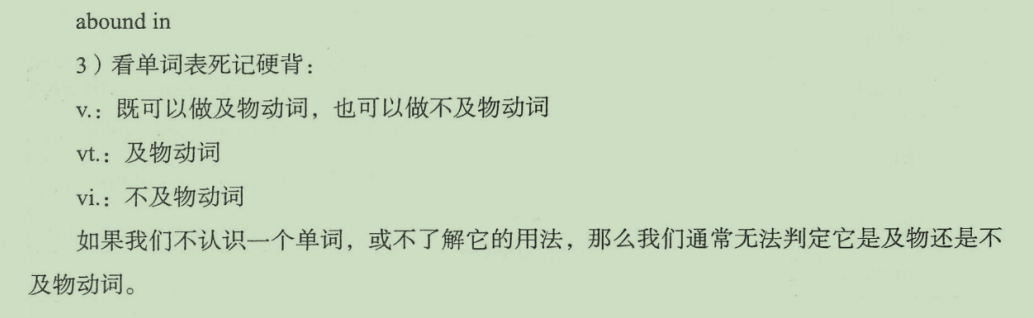 abound in
3）看单词表死记硬背：
v.：既可以做及物动词，也可以做不及物动词
vt.：及物动词
vi.：不及物动词
如果我们不认识一个单词，或不了解它的用法，那么我们通常无法判定它是及物还是不
及物动词。